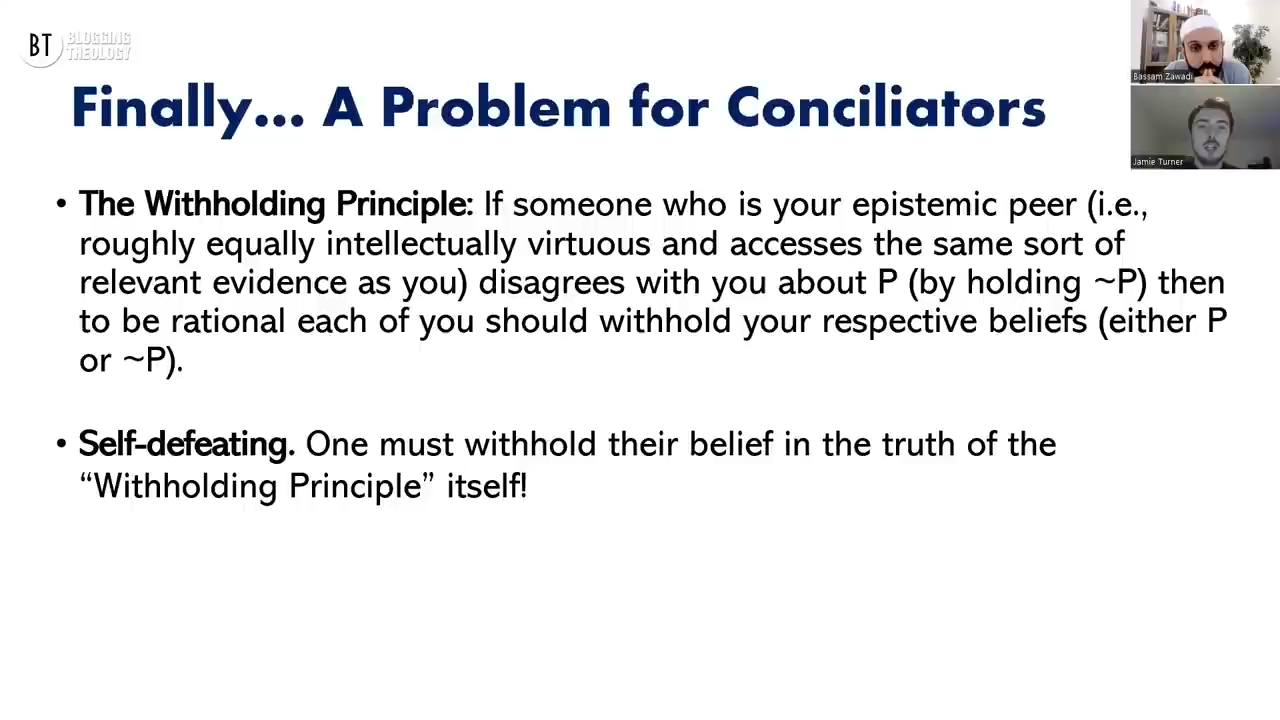 BT BLOGGING
THEOLOGY
Finally... A Problem for Conciliators
Bassam Zawadi
Jamie Turner
• The Withholding Principle: If someone who is your epistemic peer (i.e.,
roughly equally intellectually virtuous and accesses the same sort of
relevant evidence as you) disagrees with you about P (by holding ~P) then
to be rational each of you should withhold your respective beliefs (either P
or ~P).
• Self-defeating. One must withhold their belief in the truth of the
“Withholding Principle” itself!